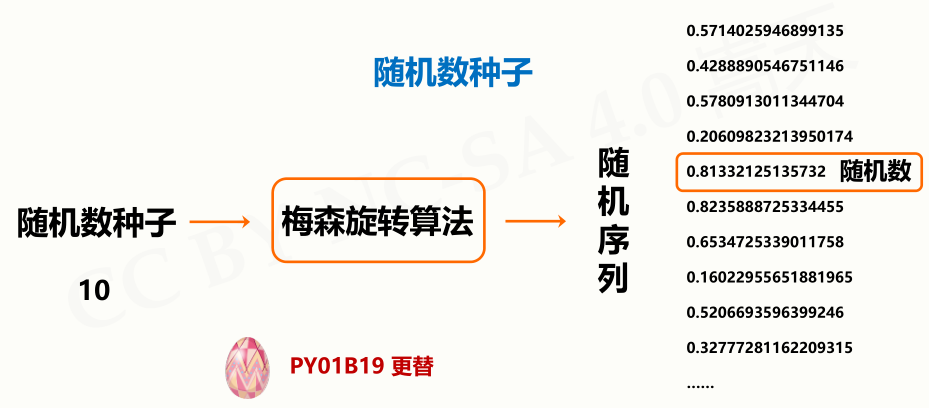 随机数种子
随机数种子
10
梅森旋转算法
随机序列
0.5714025946899135
0.4288890546751146
0.5780913011344704
0.20609823213950174
0.81332125135732 随机数
0.8235888725334455
0.6534725339011758
0.16022955651881965
0.5206693596399246
0.32777281162209315
......
PY01B19 更替
CC BY-NC-SA 4.0 嵩天